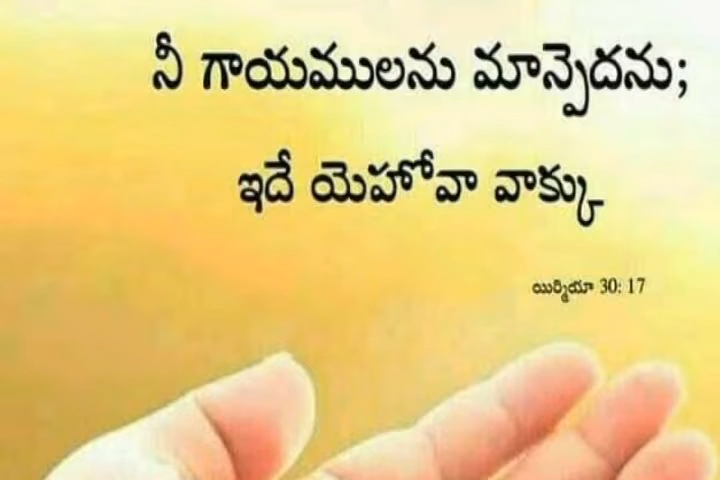 నీ గాయములను మాన్పెదను;
ఇదే యెహోవా వాక్కు
యిర్మియా 30: 17